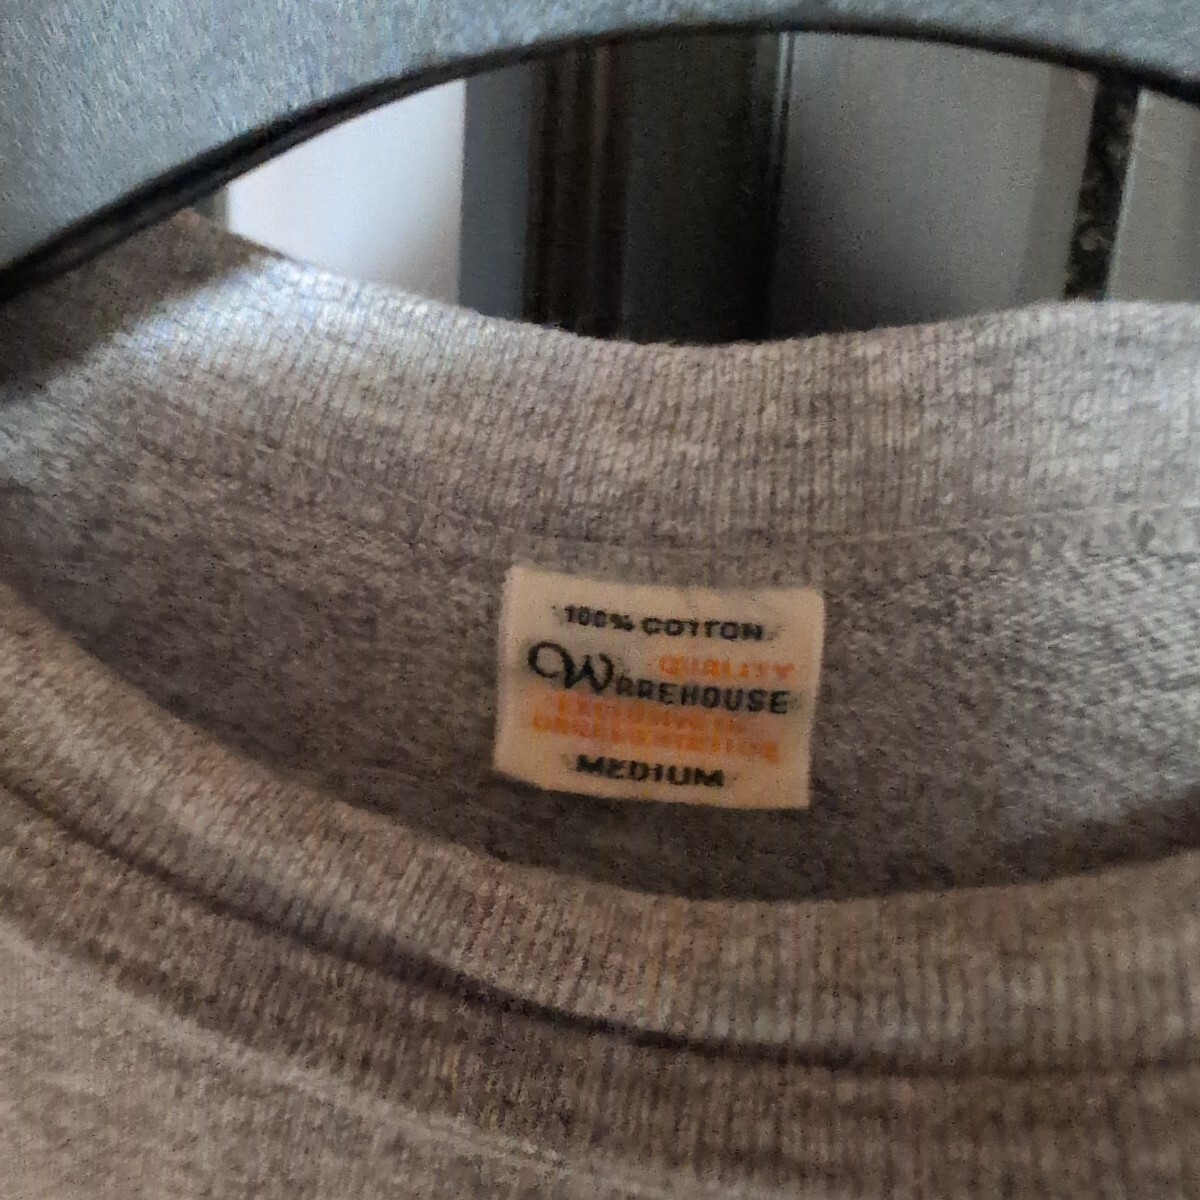 100% COTTON
QUALITY
WAREHOUSE
MEDIUM